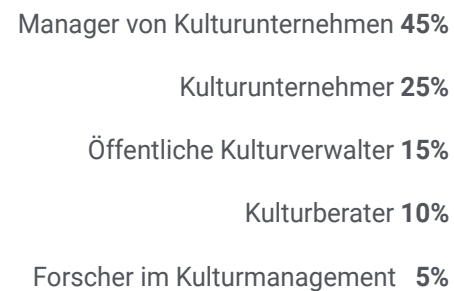 Manager von Kulturunternehmen 45%
Kulturunternehmer 25%
Öffentliche Kulturverwalter 15%
Kulturberater 10%
Forscher im Kulturmanagement 5%